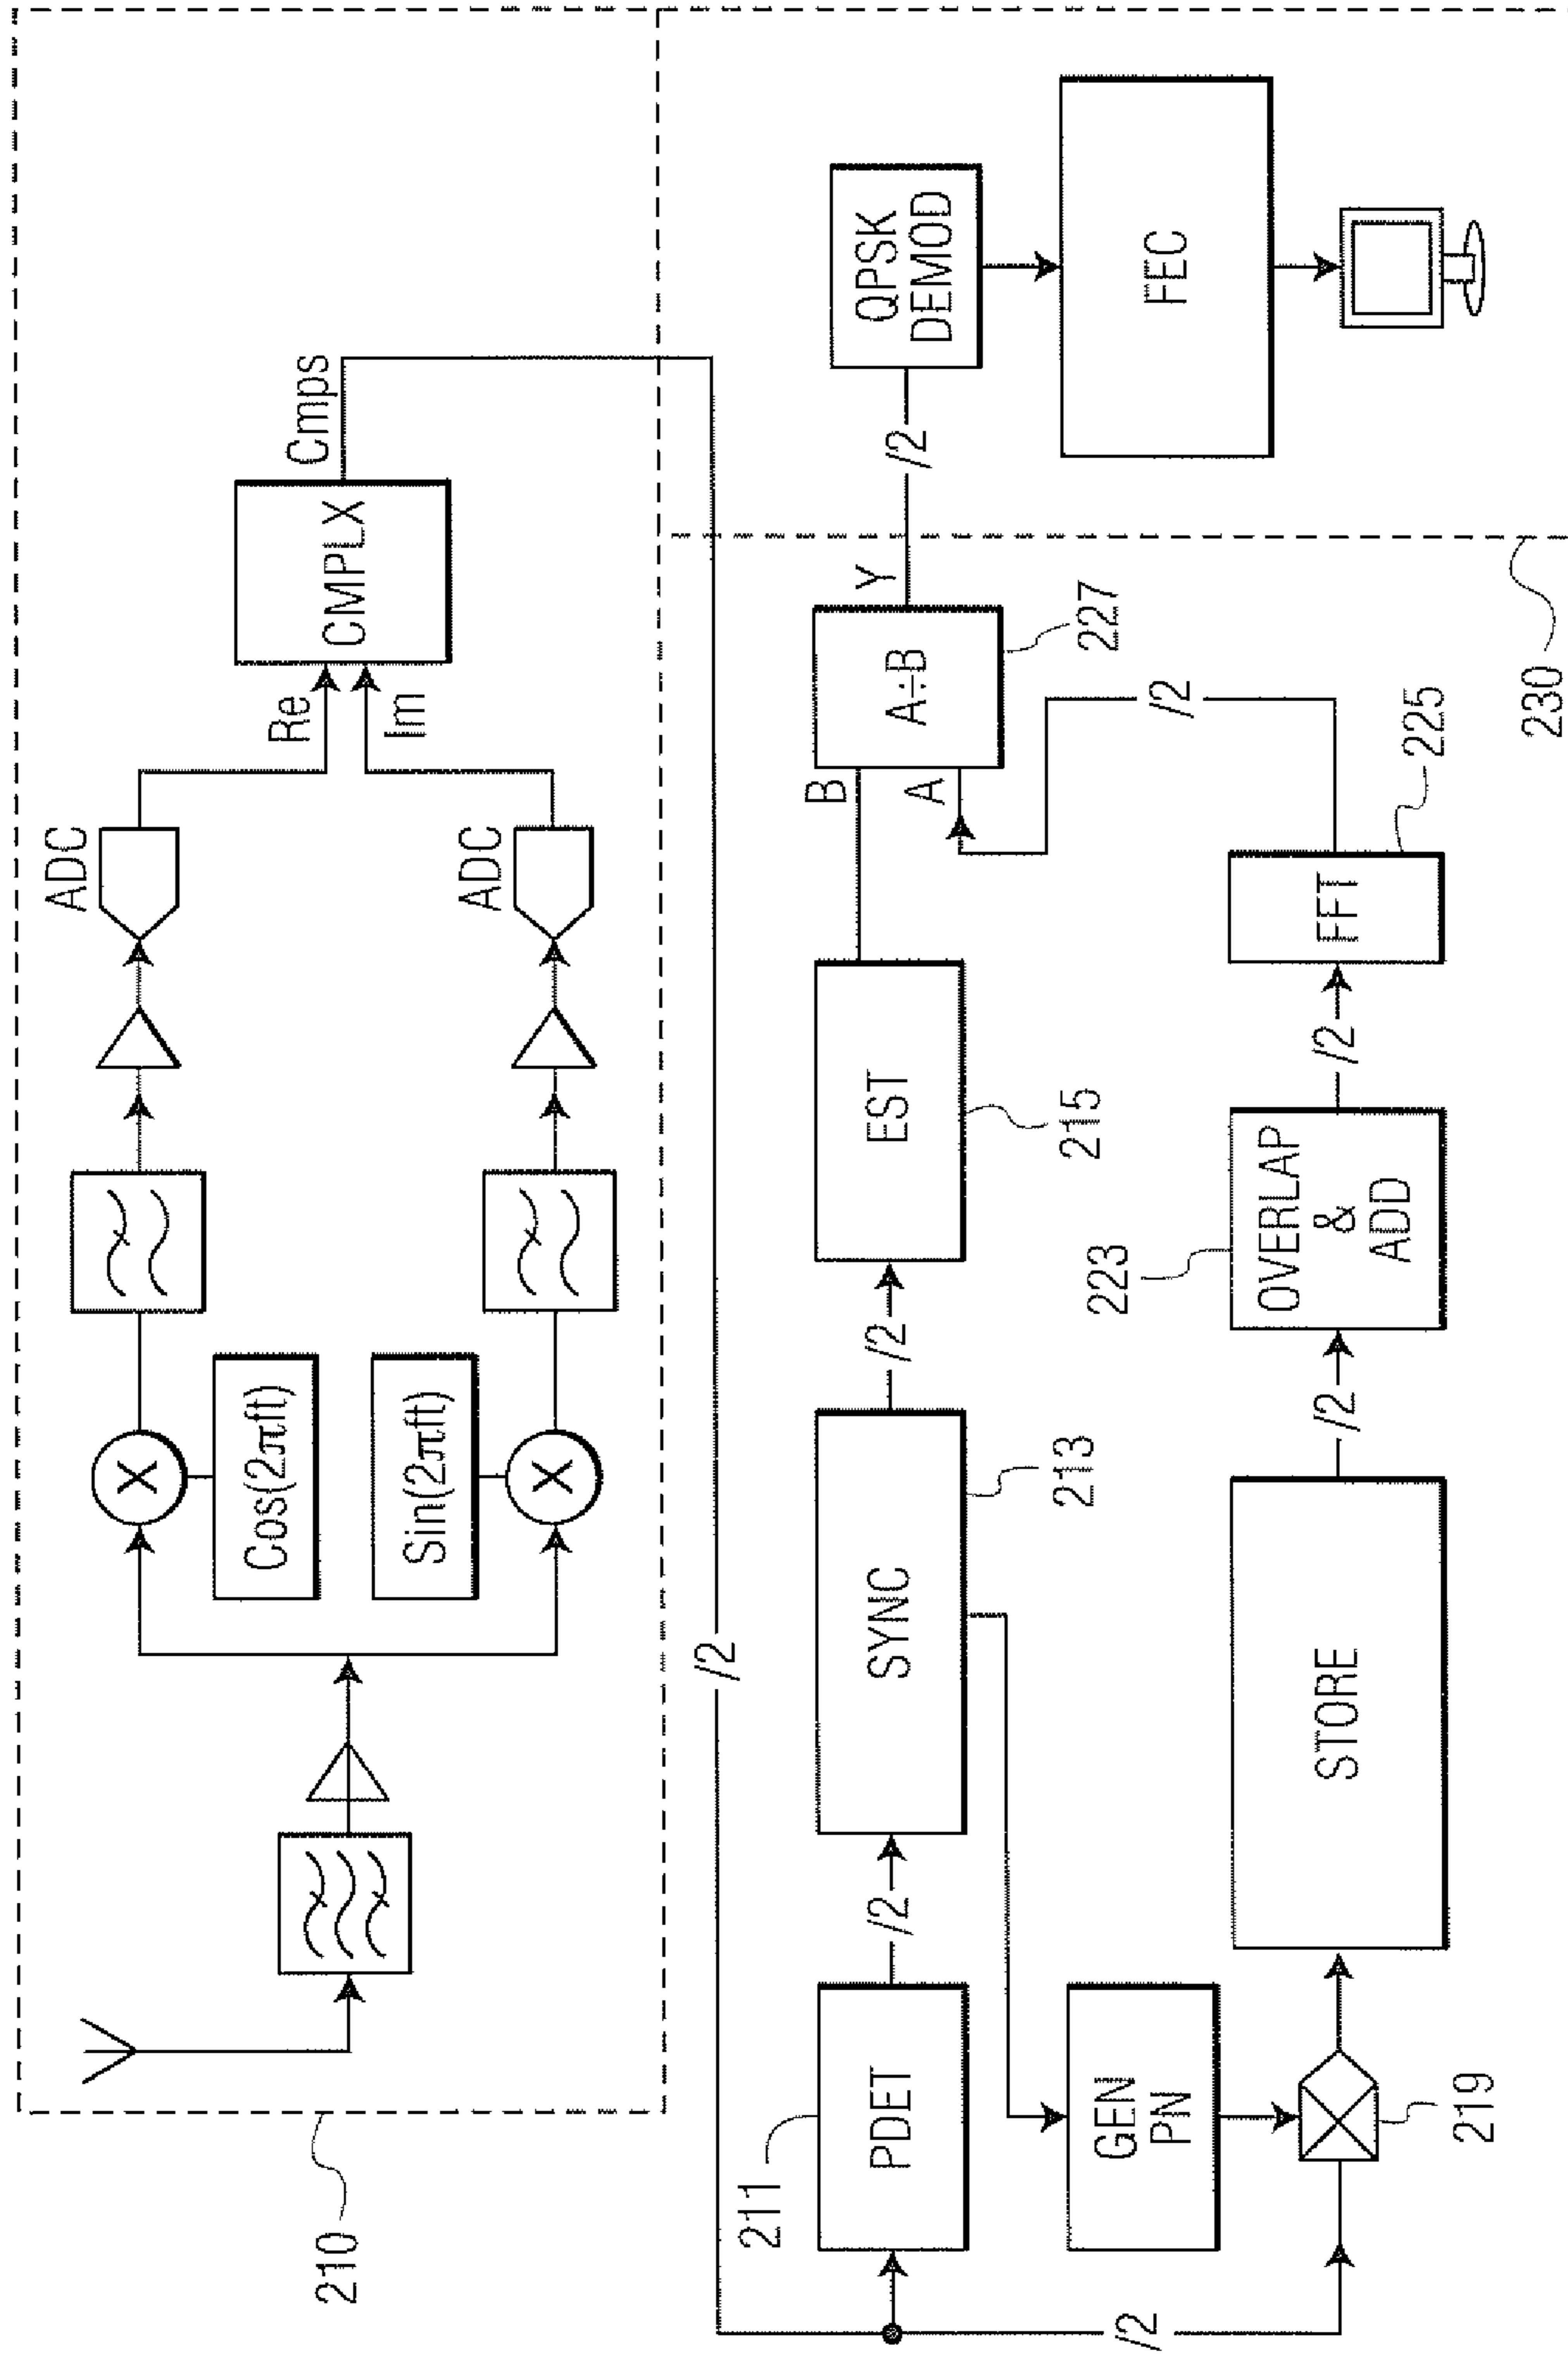 210
X
Cos(2πft)
ADC
Sin(2πft)
X
ADC
Re
Im
CMPLX
Cmps
/2
211
PDET
/2
SYNC
213
/2
EST
215
B
A
A÷B
227
Y
/2
QPSK
DEMOD
FEC
GEN
PN
/2
219
STORE
/2
223
OVERLAP
&
ADD
/2
FFT
225
/2
230